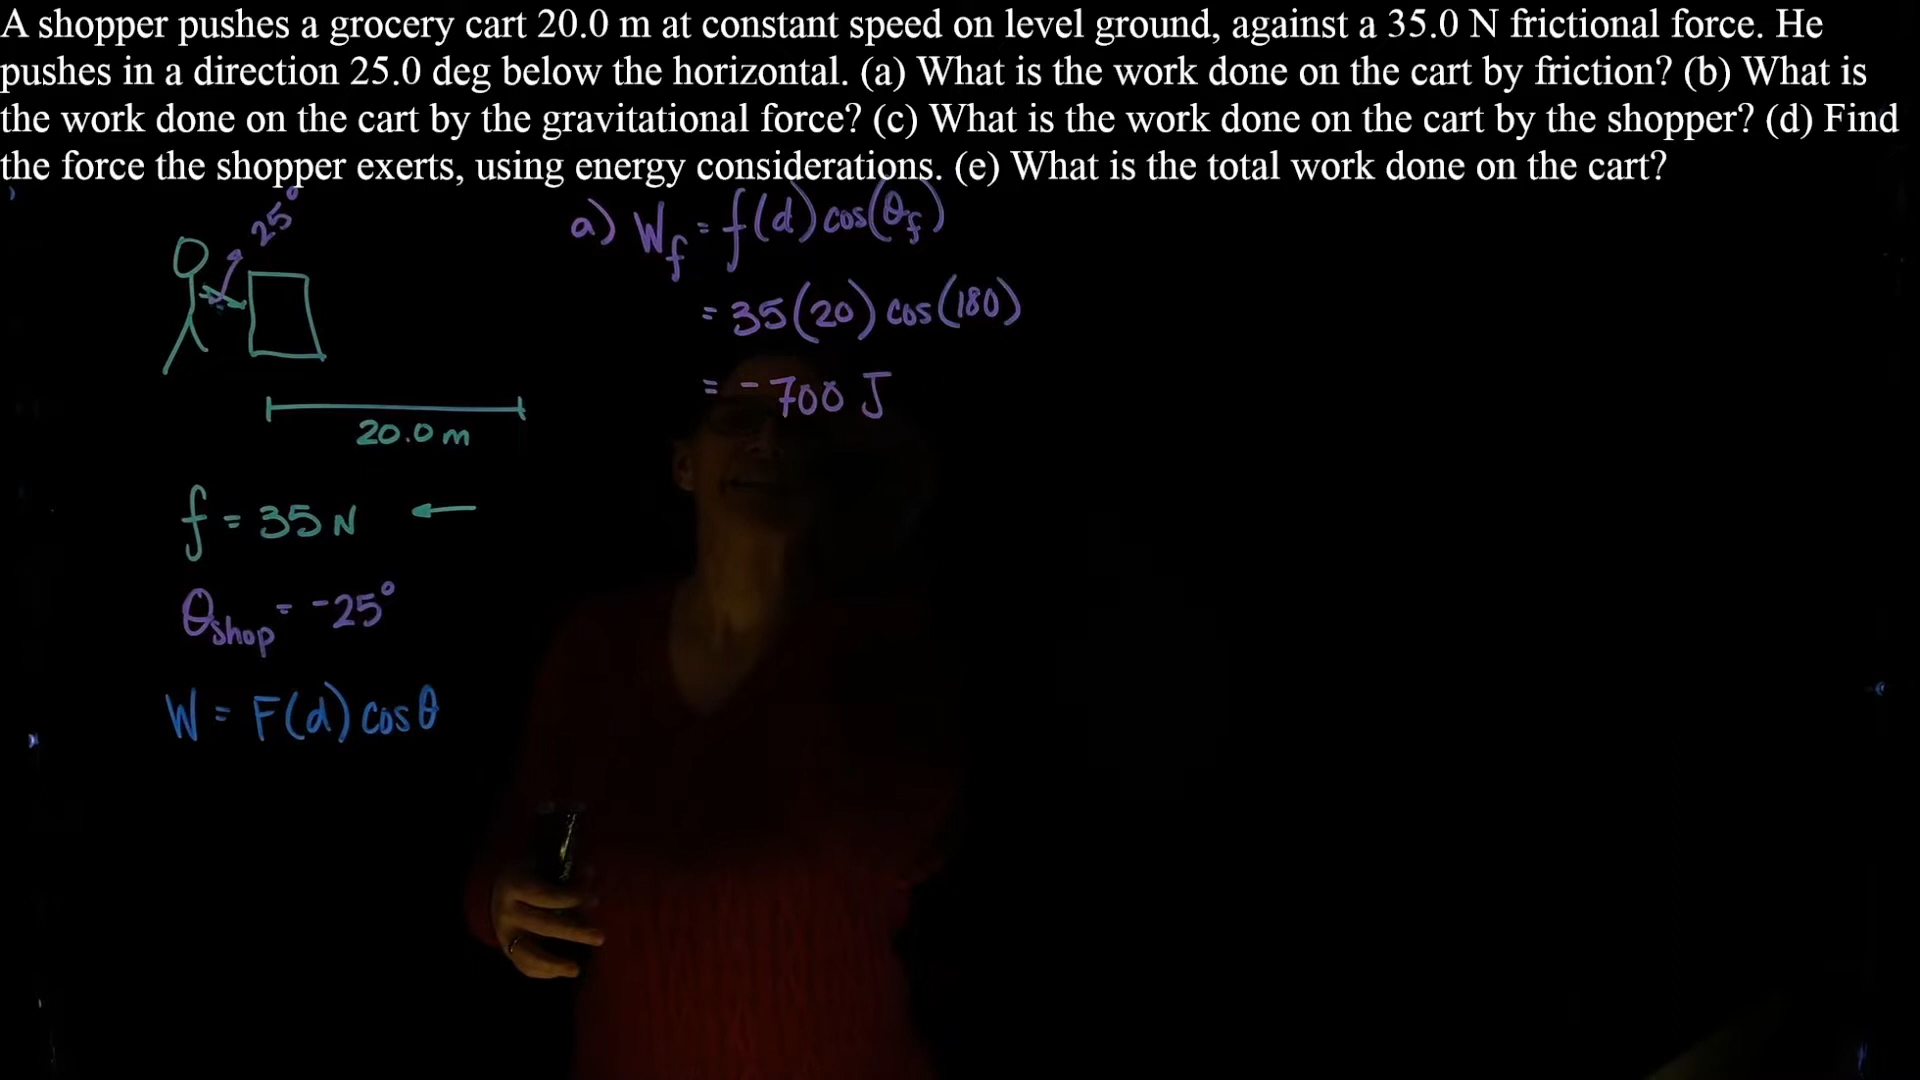 A shopper pushes a grocery cart 20.0 m at constant speed on level ground, against a 35.0 N frictional force. He
pushes in a direction 25.0 deg below the horizontal. (a) What is the work done on the cart by friction? (b) What is
the work done on the cart by the gravitational force? (c) What is the work done on the cart by the shopper? (d) Find
the force the shopper exerts, using energy considerations. (e) What is the total work done on the cart?
25°
20.0 m
f = 35 N ←
θshop = -25°
W = F(d) cosθ
a) Wf = f(d) cos(θf)
= 35(20) cos(180)
= -700 J